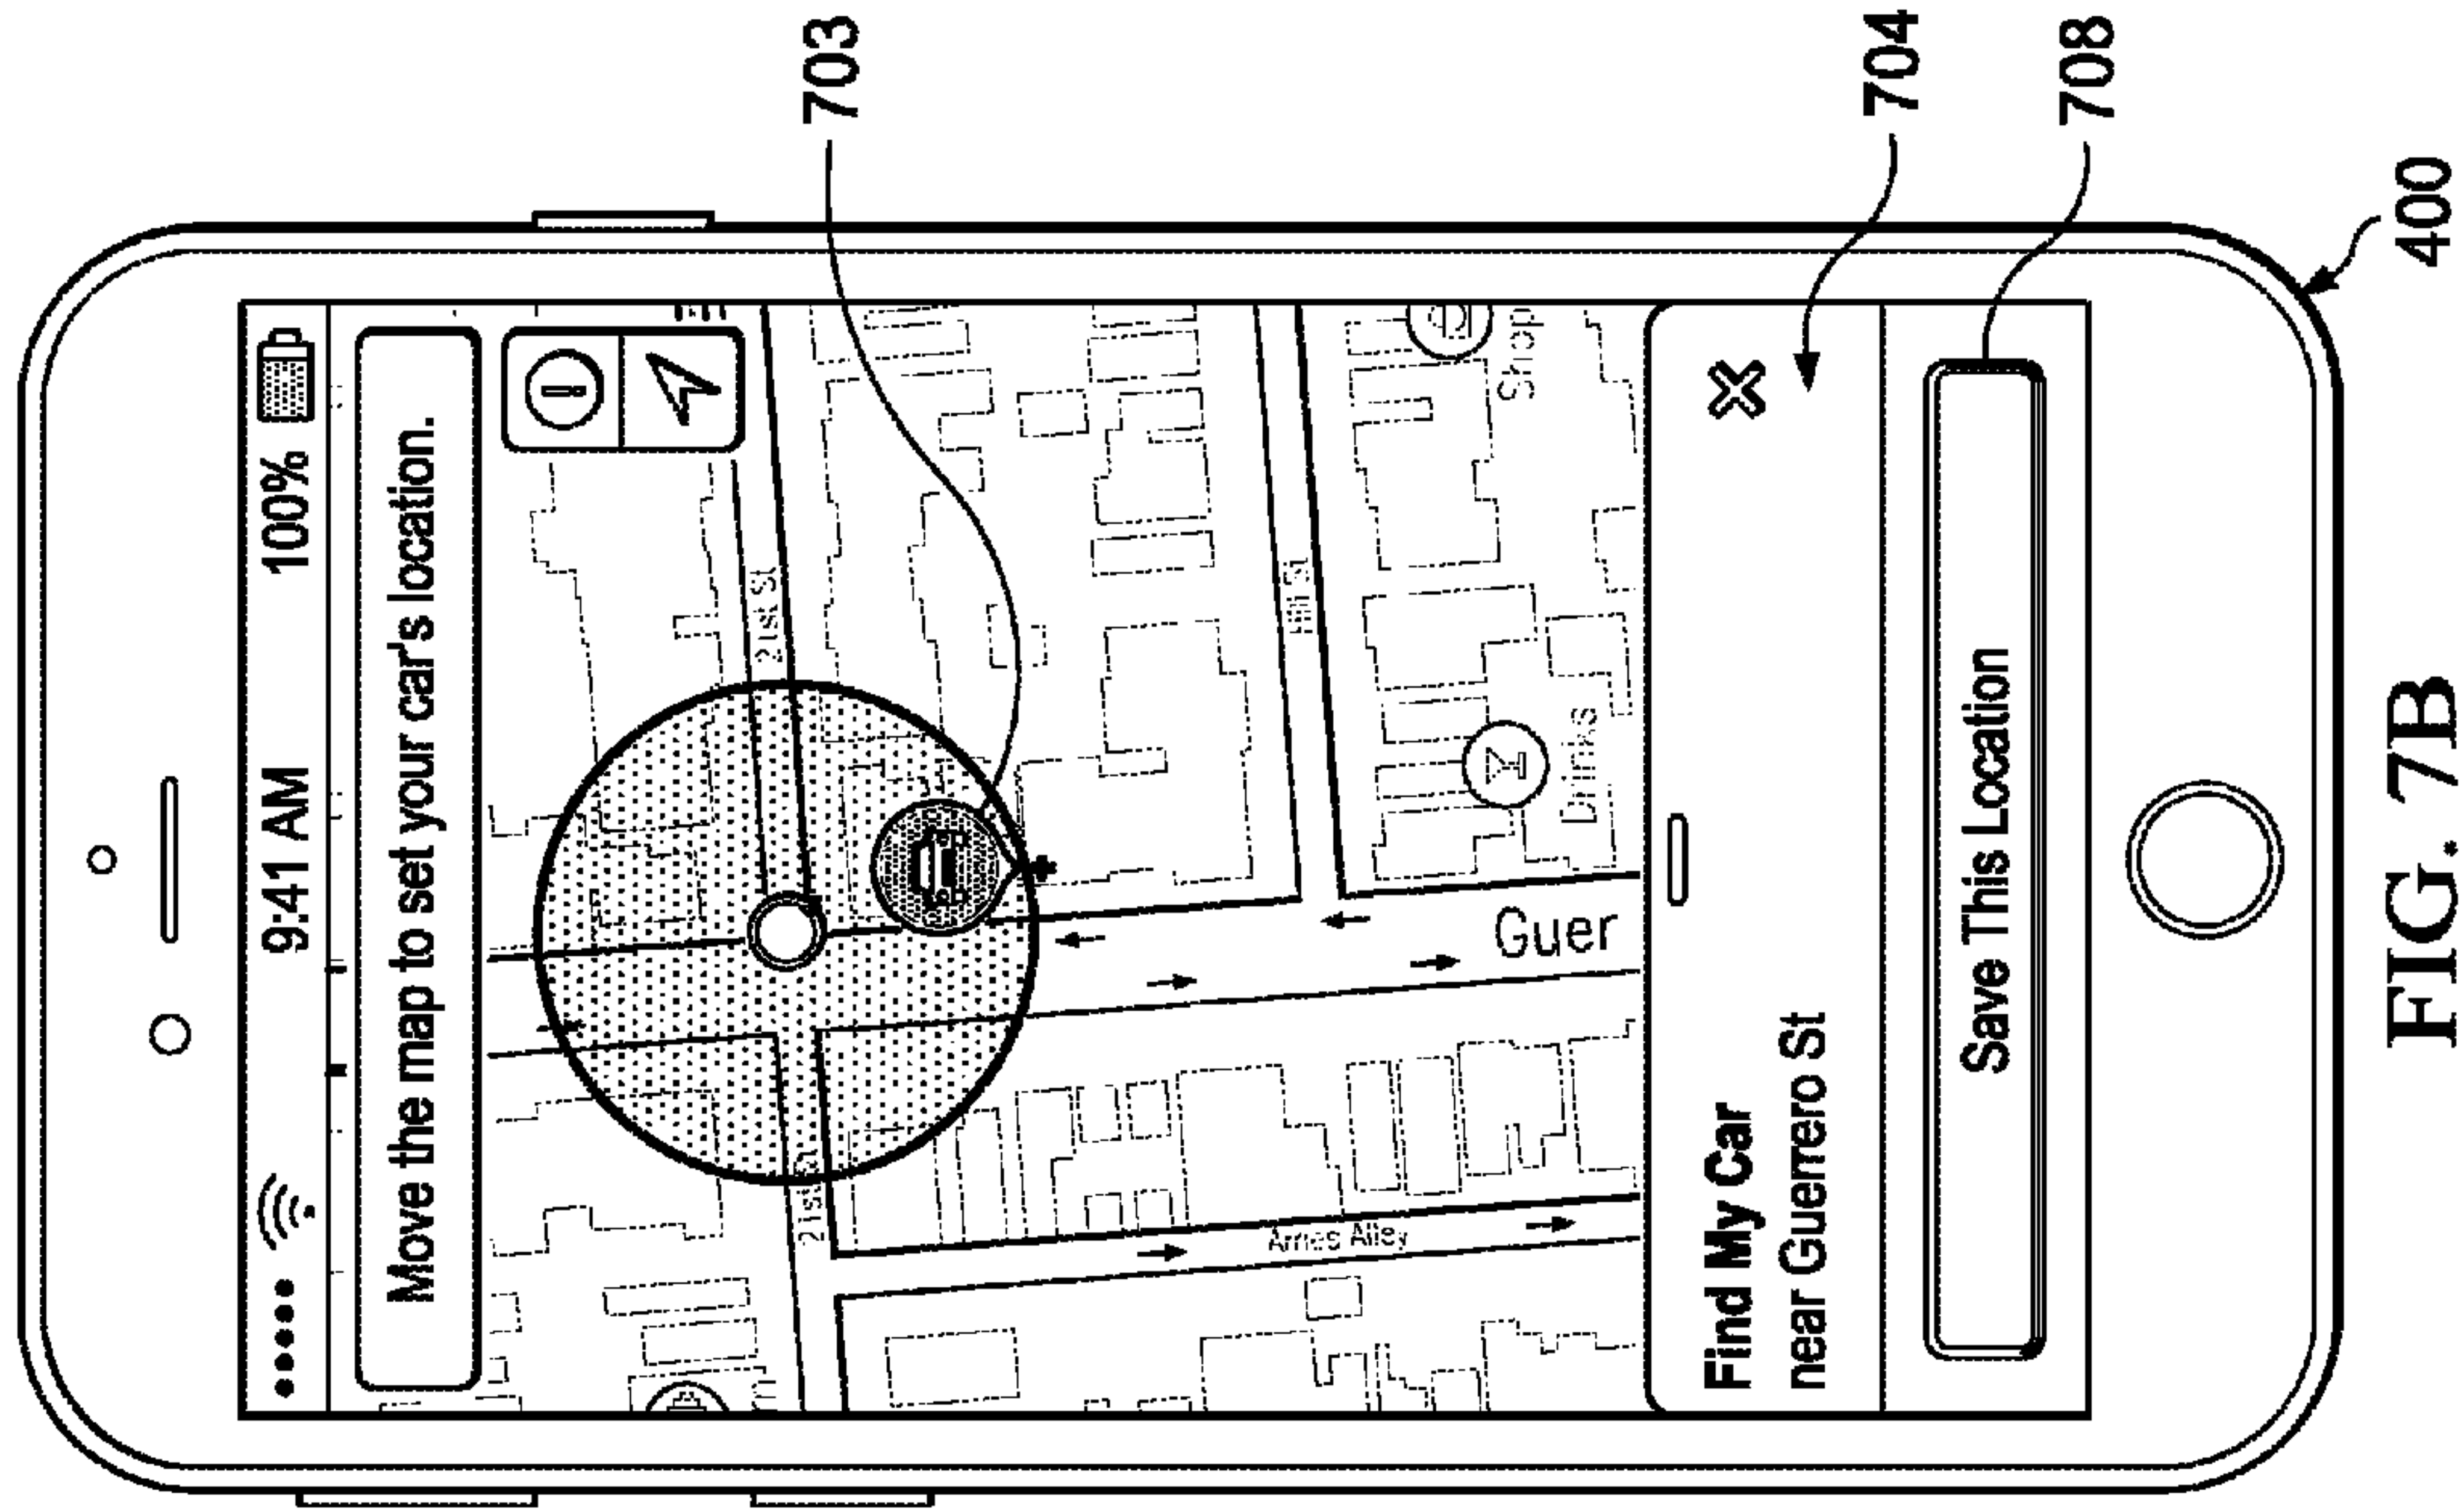 9:41 AM 100%
Move the map to set your car's location.
21st St
21st St
Hill St
Ames Alley
Guer
Shop
Drinks
Find My Car
near Guerrero St
Save This Location
703
704
708
400
FIG. 7B